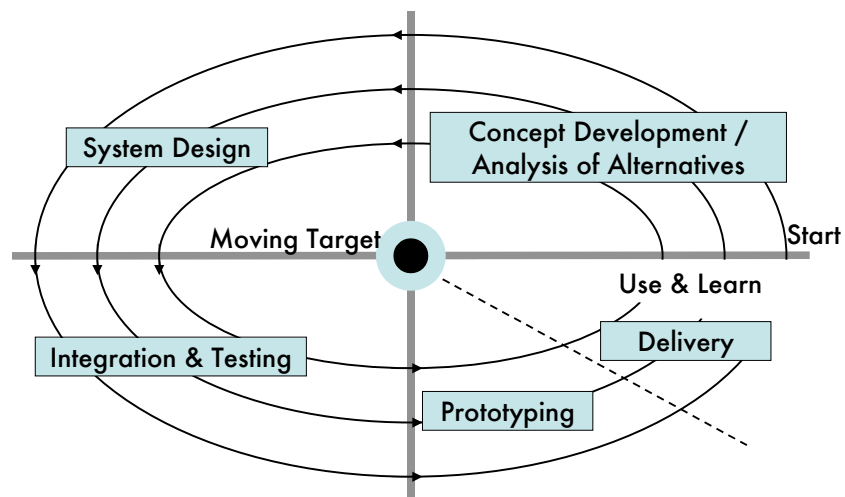 Concept Development /
Analysis of Alternatives
System Design
Moving Target
Start
Use & Learn
Delivery
Integration & Testing
Prototyping